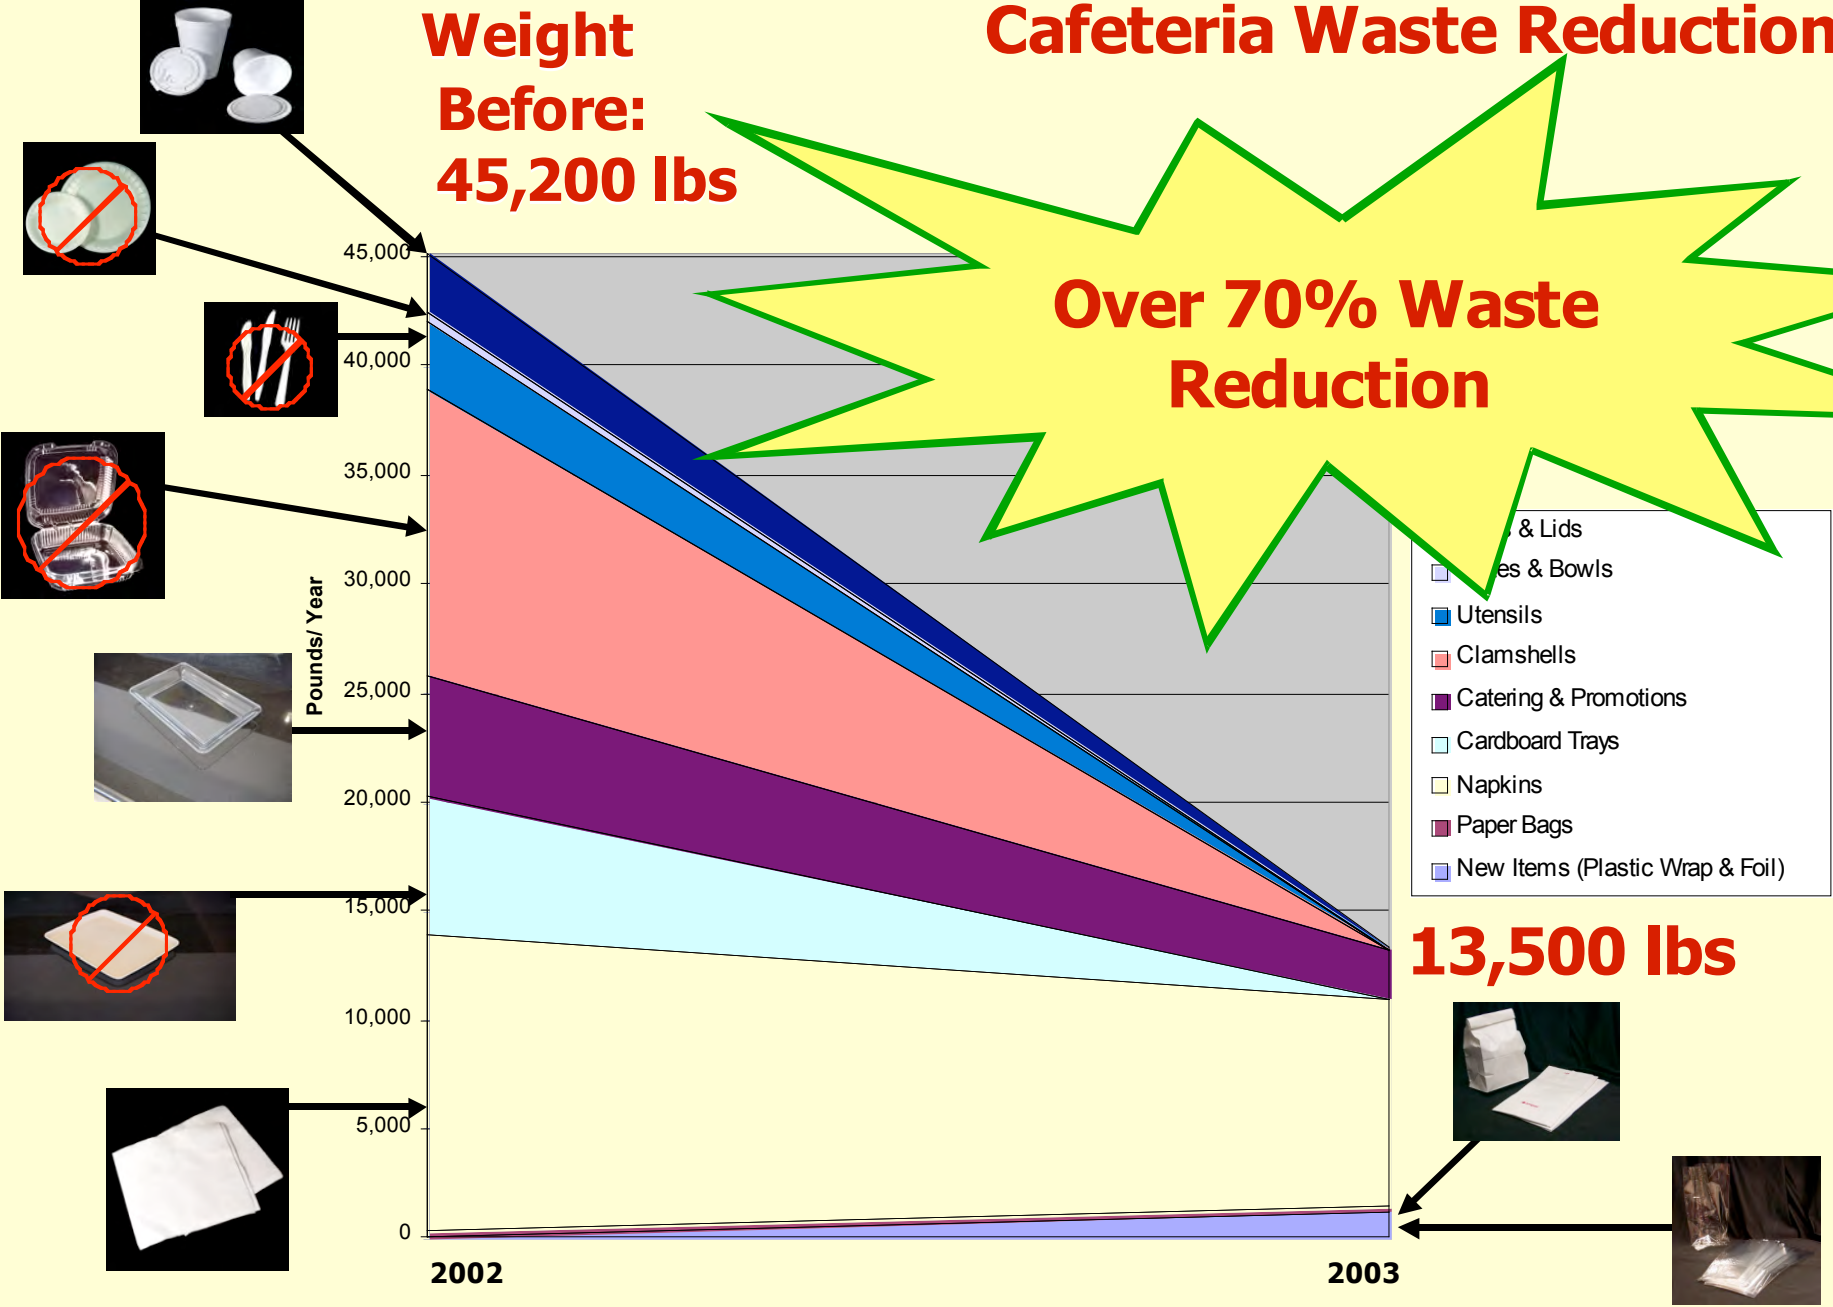 Cafeteria Waste Reduction
Weight
Before:
45,200 lbs
Over 70% Waste
Reduction
45,000
40,000
35,000
30,000
25,000
20,000
15,000
10,000
5,000
0
Pounds/ Year
2002
2003
& Lids
& Bowls
Utensils
Clamshells
Catering & Promotions
Cardboard Trays
Napkins
Paper Bags
New Items (Plastic Wrap & Foil)
13,500 lbs